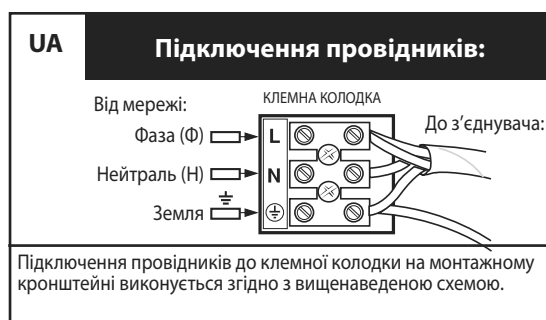 UA
Підключення провідників:
Від мережі:
КЛЕМНА КОЛОДКА
До з’єднувача:
Фаза (Ф)
L
Нейтраль (Н)
N
Земля
Підключення провідників до клемної колодки на монтажному
кронштейні виконується згідно з вищенаведеною схемою.